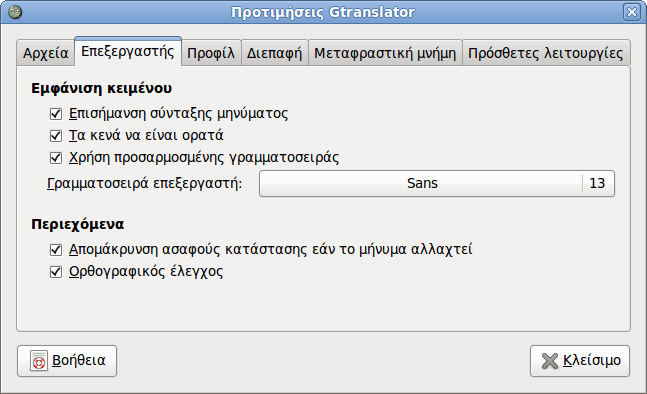 Προτιμήσεις Gtranslator
Αρχεία Επεξεργαστής Προφίλ Διεπαφή Μεταφραστική μνήμη Πρόσθετες λειτουργίες
Εμφάνιση κειμένου
Επισήμανση σύνταξης μηνύματος
Τα κενά να είναι ορατά
Χρήση προσαρμοσμένης γραμματοσειράς
Γραμματοσειρά επεξεργαστή: Sans 13
Περιεχόμενα
Απομάκρυνση ασαφούς κατάστασης εάν το μήνυμα αλλαχτεί
Ορθογραφικός έλεγχος
Βοήθεια Κλείσιμο